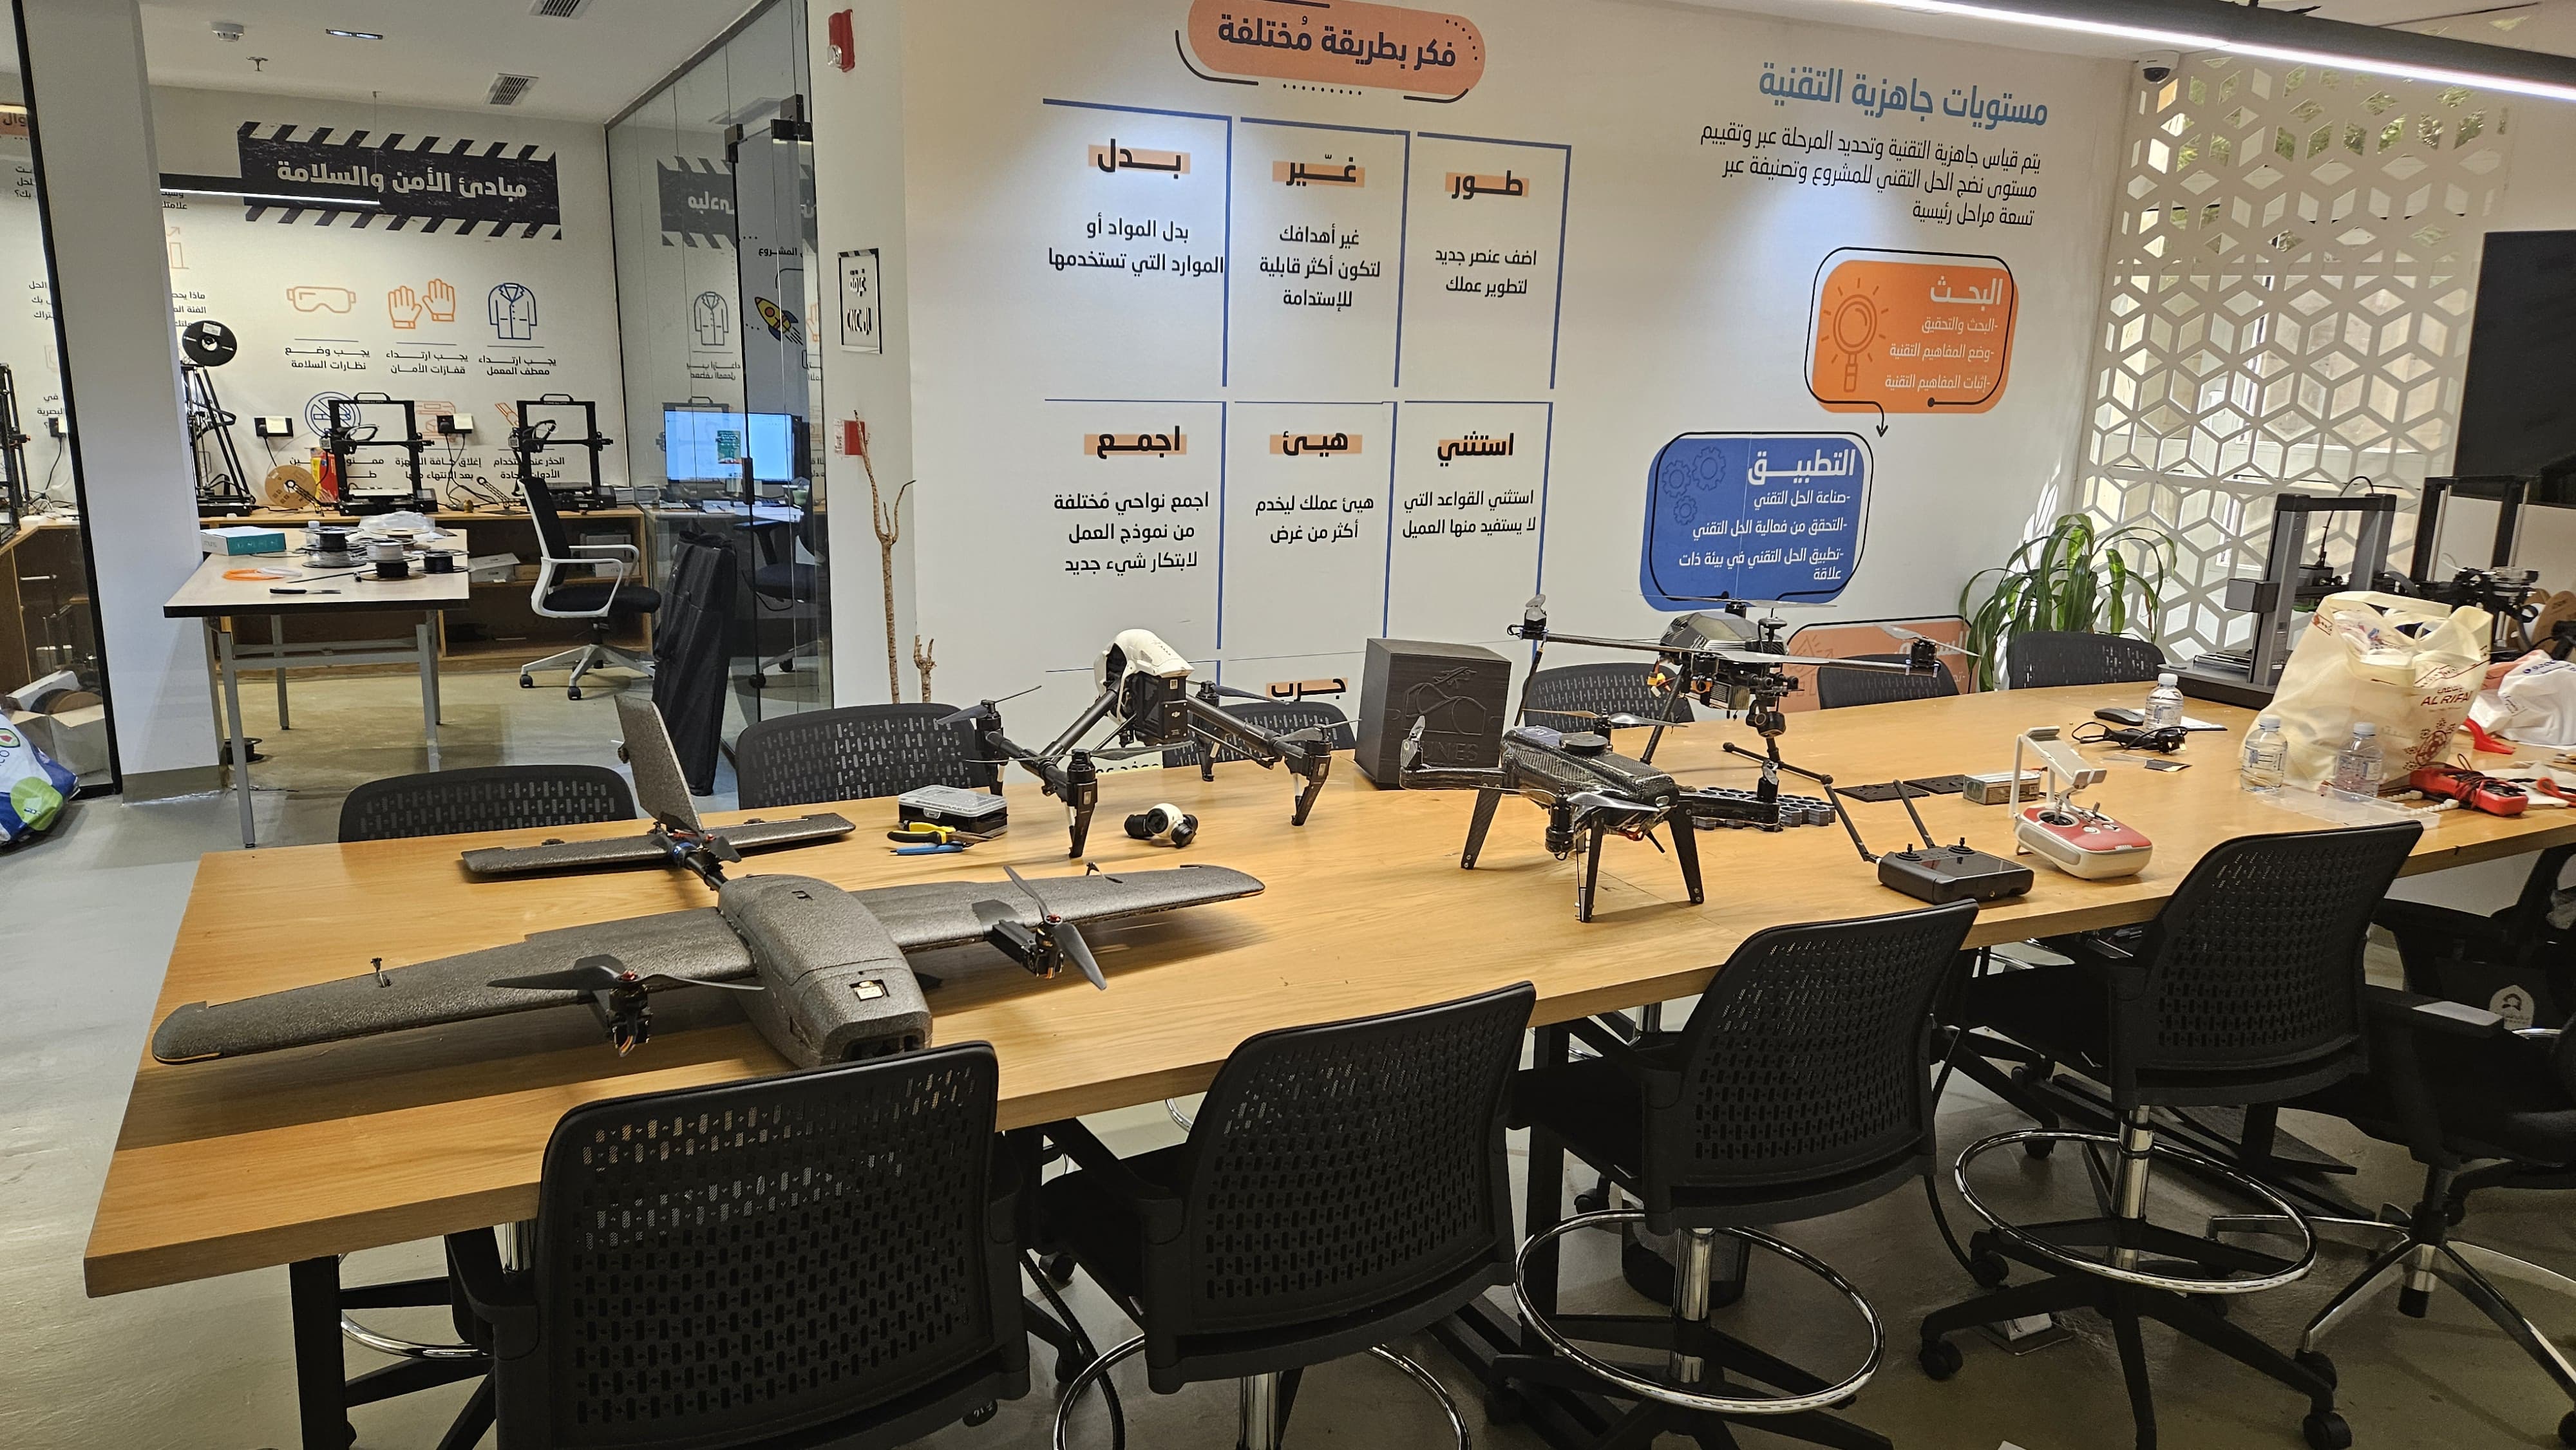 فكر بطريقة مُختلفة
مستويات جاهزية التقنية
يتم قياس جاهزية التقنية وتحديد المرحلة عبر وتقييم
مستوى نضج الحل التقني للمشروع وتصنيفة عبر
تسعة مراحل رئيسية
البحث
-البحث والتحقيق
-وضع المفاهيم التقنية
-إثبات المفاهيم التقنية
التطبيق
-صناعة الحل التقني
-التحقق من فعالية الحل التقني
-تطبيق الحل التقني في بيئة ذات
علاقة
طور
اضف عنصر جديد
لتطوير عملك
غيّر
غير أهدافك
لتكون أكثر قابلية
للإستدامة
بدل
بدل المواد أو
الموارد التي تستخدمها
استثني
استثني القواعد التي
لا يستفيد منها العميل
هيئ
هيئ عملك ليخدم
أكثر من غرض
اجمع
اجمع نواحي مُختلفة
من نموذج العمل
لابتكار شيء جديد
جرب
مبادئ الأمن والسلامة
يجب ارتداء
معطف المعمل
يجب ارتداء
قفازات الأمان
يجب وضع
نظارات السلامة
غرفة
AL RIFAI